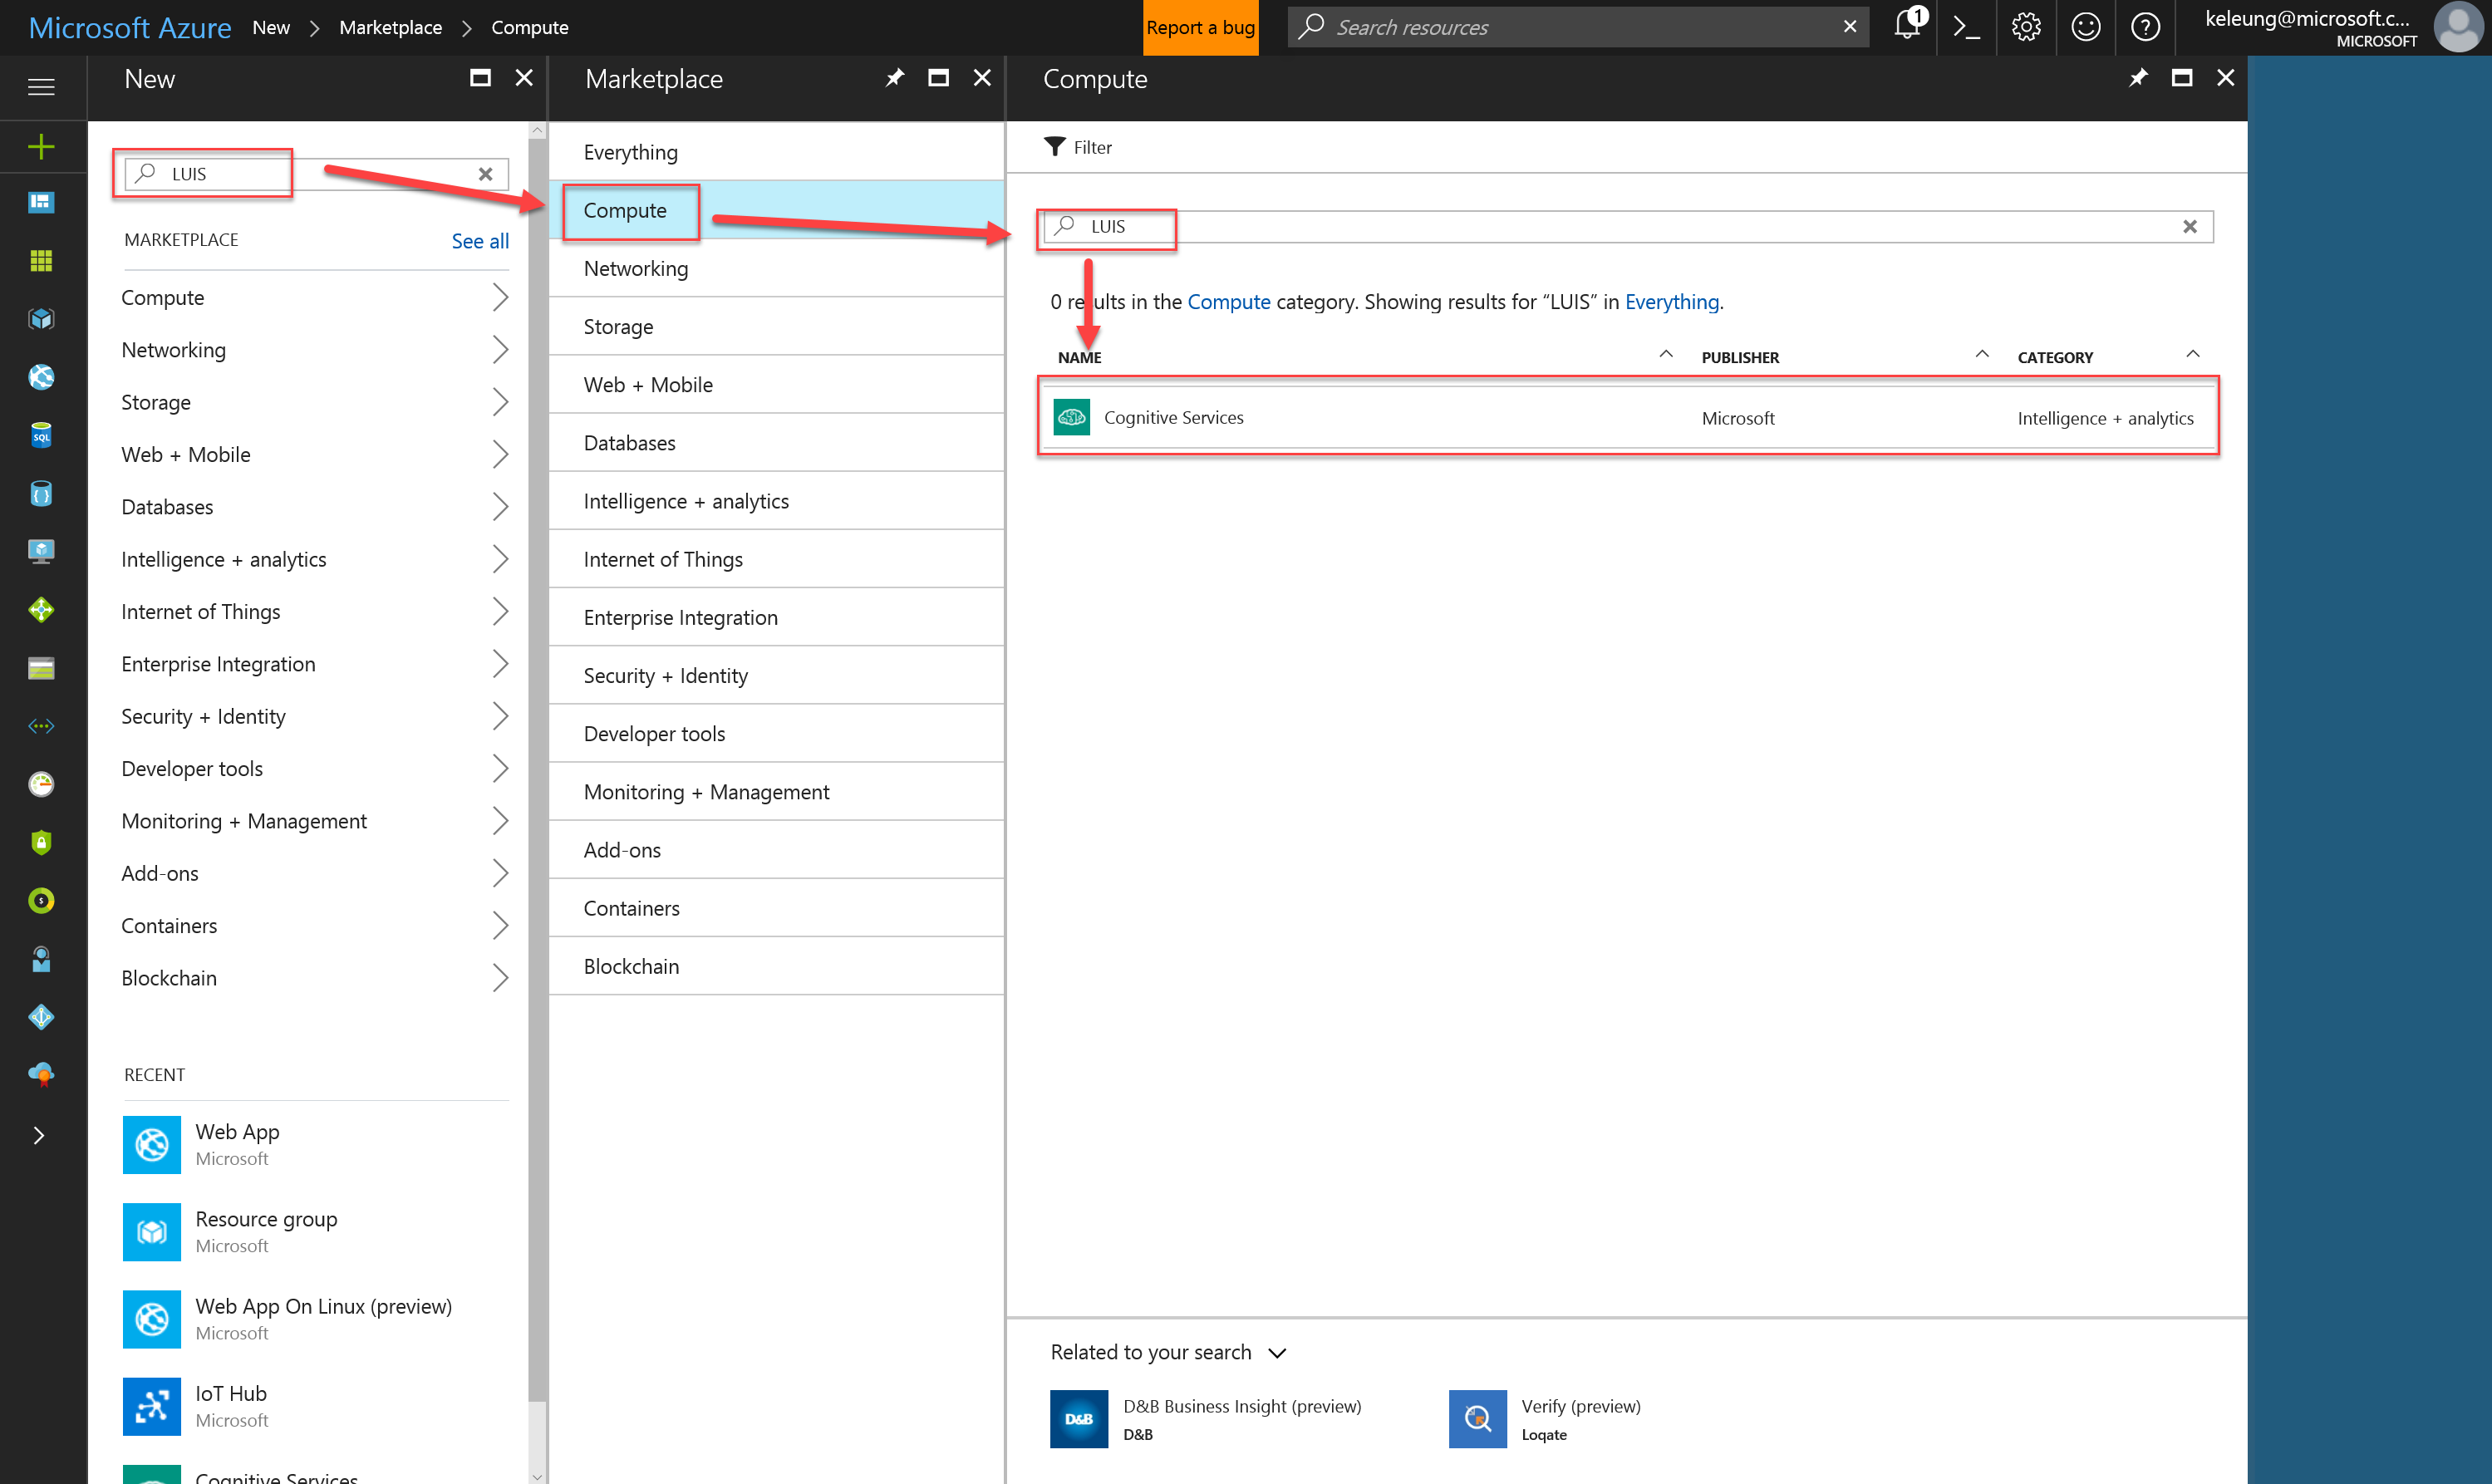 Microsoft Azure New Marketplace Compute
Report a bug
Search resources
1
keleung@microsoft.c...
MICROSOFT
New
LUIS
MARKETPLACE See all
Compute
Networking
Storage
Web + Mobile
Databases
Intelligence + analytics
Internet of Things
Enterprise Integration
Security + Identity
Developer tools
Monitoring + Management
Add-ons
Containers
Blockchain
RECENT
Web App
Microsoft
Resource group
Microsoft
Web App On Linux (preview)
Microsoft
IoT Hub
Microsoft
Cognitive Services
Marketplace
Everything
Compute
Networking
Storage
Web + Mobile
Databases
Intelligence + analytics
Internet of Things
Enterprise Integration
Security + Identity
Developer tools
Monitoring + Management
Add-ons
Containers
Blockchain
Compute
Filter
LUIS
0 results in the Compute category. Showing results for “LUIS” in Everything.
NAME PUBLISHER CATEGORY
Cognitive Services Microsoft Intelligence + analytics
Related to your search
D&B
D&B Business Insight (preview)
D&B
Verify (preview)
Loqate
SQL